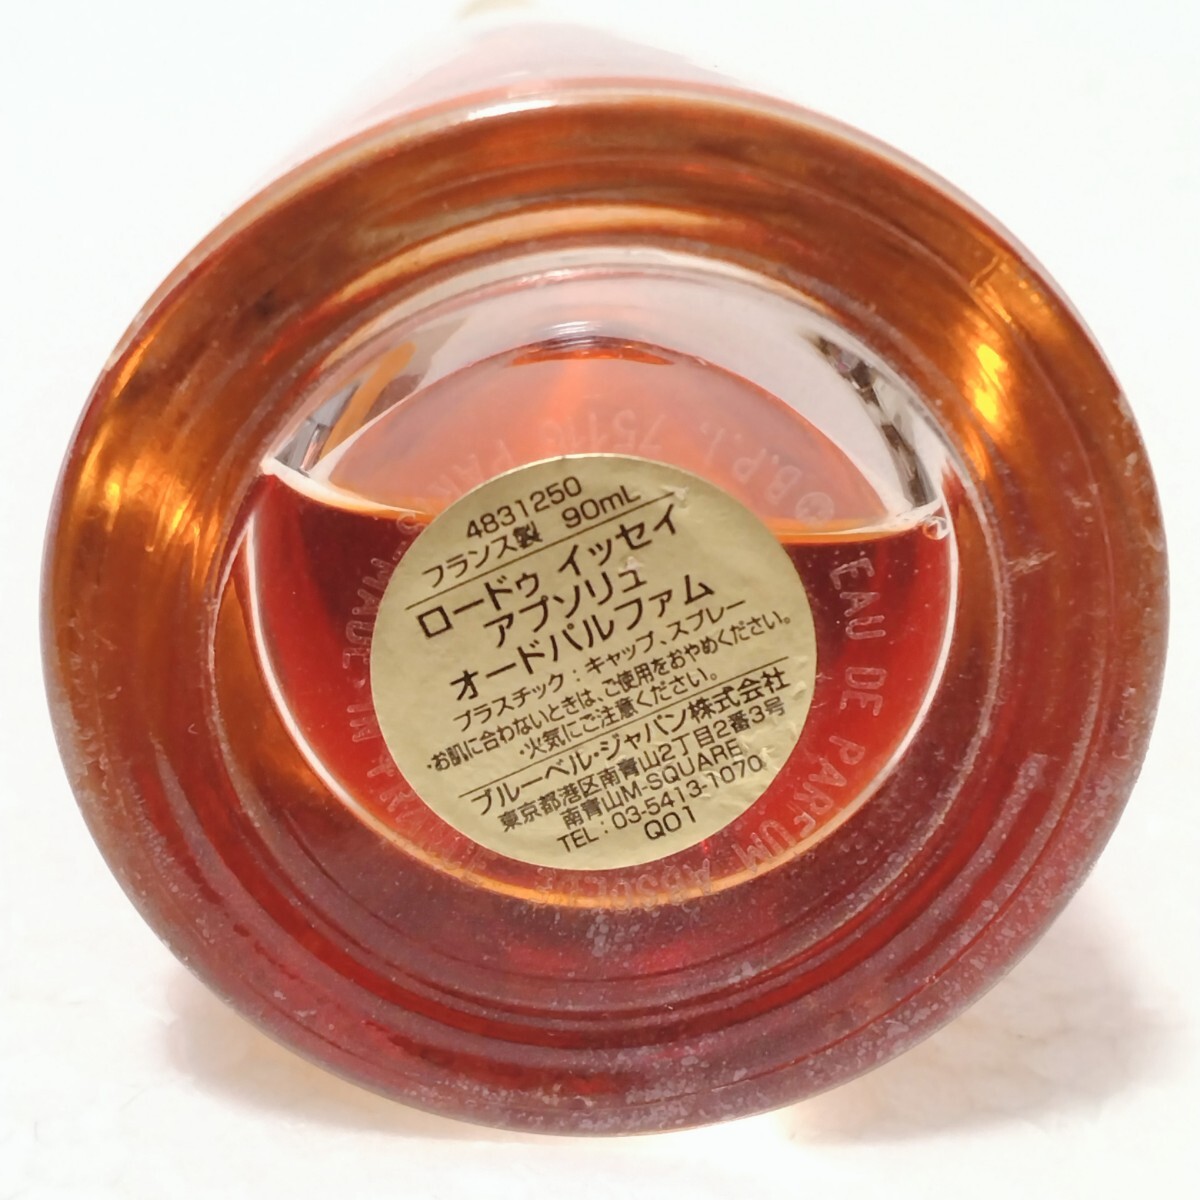 4831250
フランス製 90mL
ロードゥ イッセイ
アプソリュ
オードパルファム
プラスチック：キャップ、スプレー
・お肌に合わないときは、ご使用をおやめください。
・火気にご注意ください。
ブルーベル・ジャパン株式会社
東京都港区南青山2丁目2番3号
南青山M-SQUARE
TEL：03-5413-1070
Q01
EAU DE PARFUM ABSOLUE
B.P.I. 75116 PARIS MADE IN